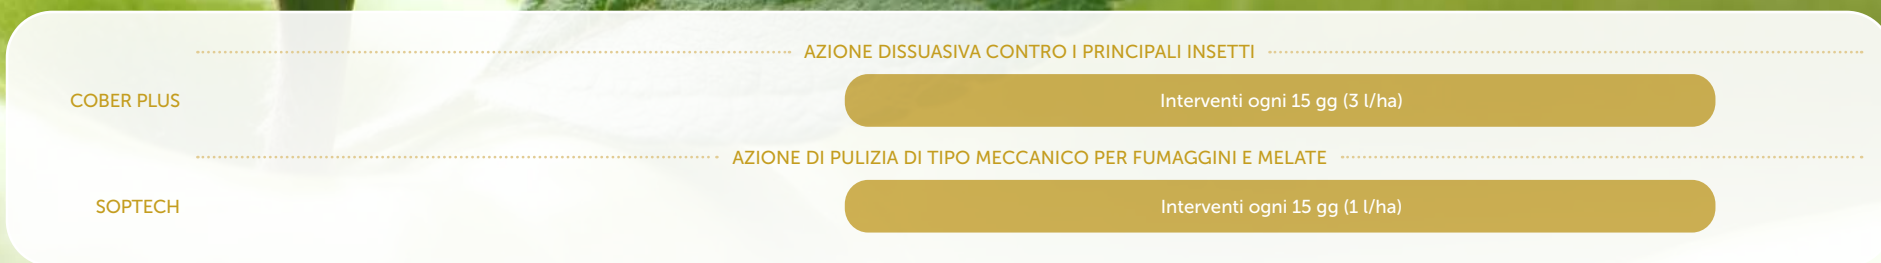 AZIONE DISSUASIVA CONTRO I PRINCIPALI INSETTI
COBER PLUS
Interventi ogni 15 gg (3 l/ha)
AZIONE DI PULIZIA DI TIPO MECCANICO PER FUMAGGINI E MELATE
SOPTECH
Interventi ogni 15 gg (1 l/ha)